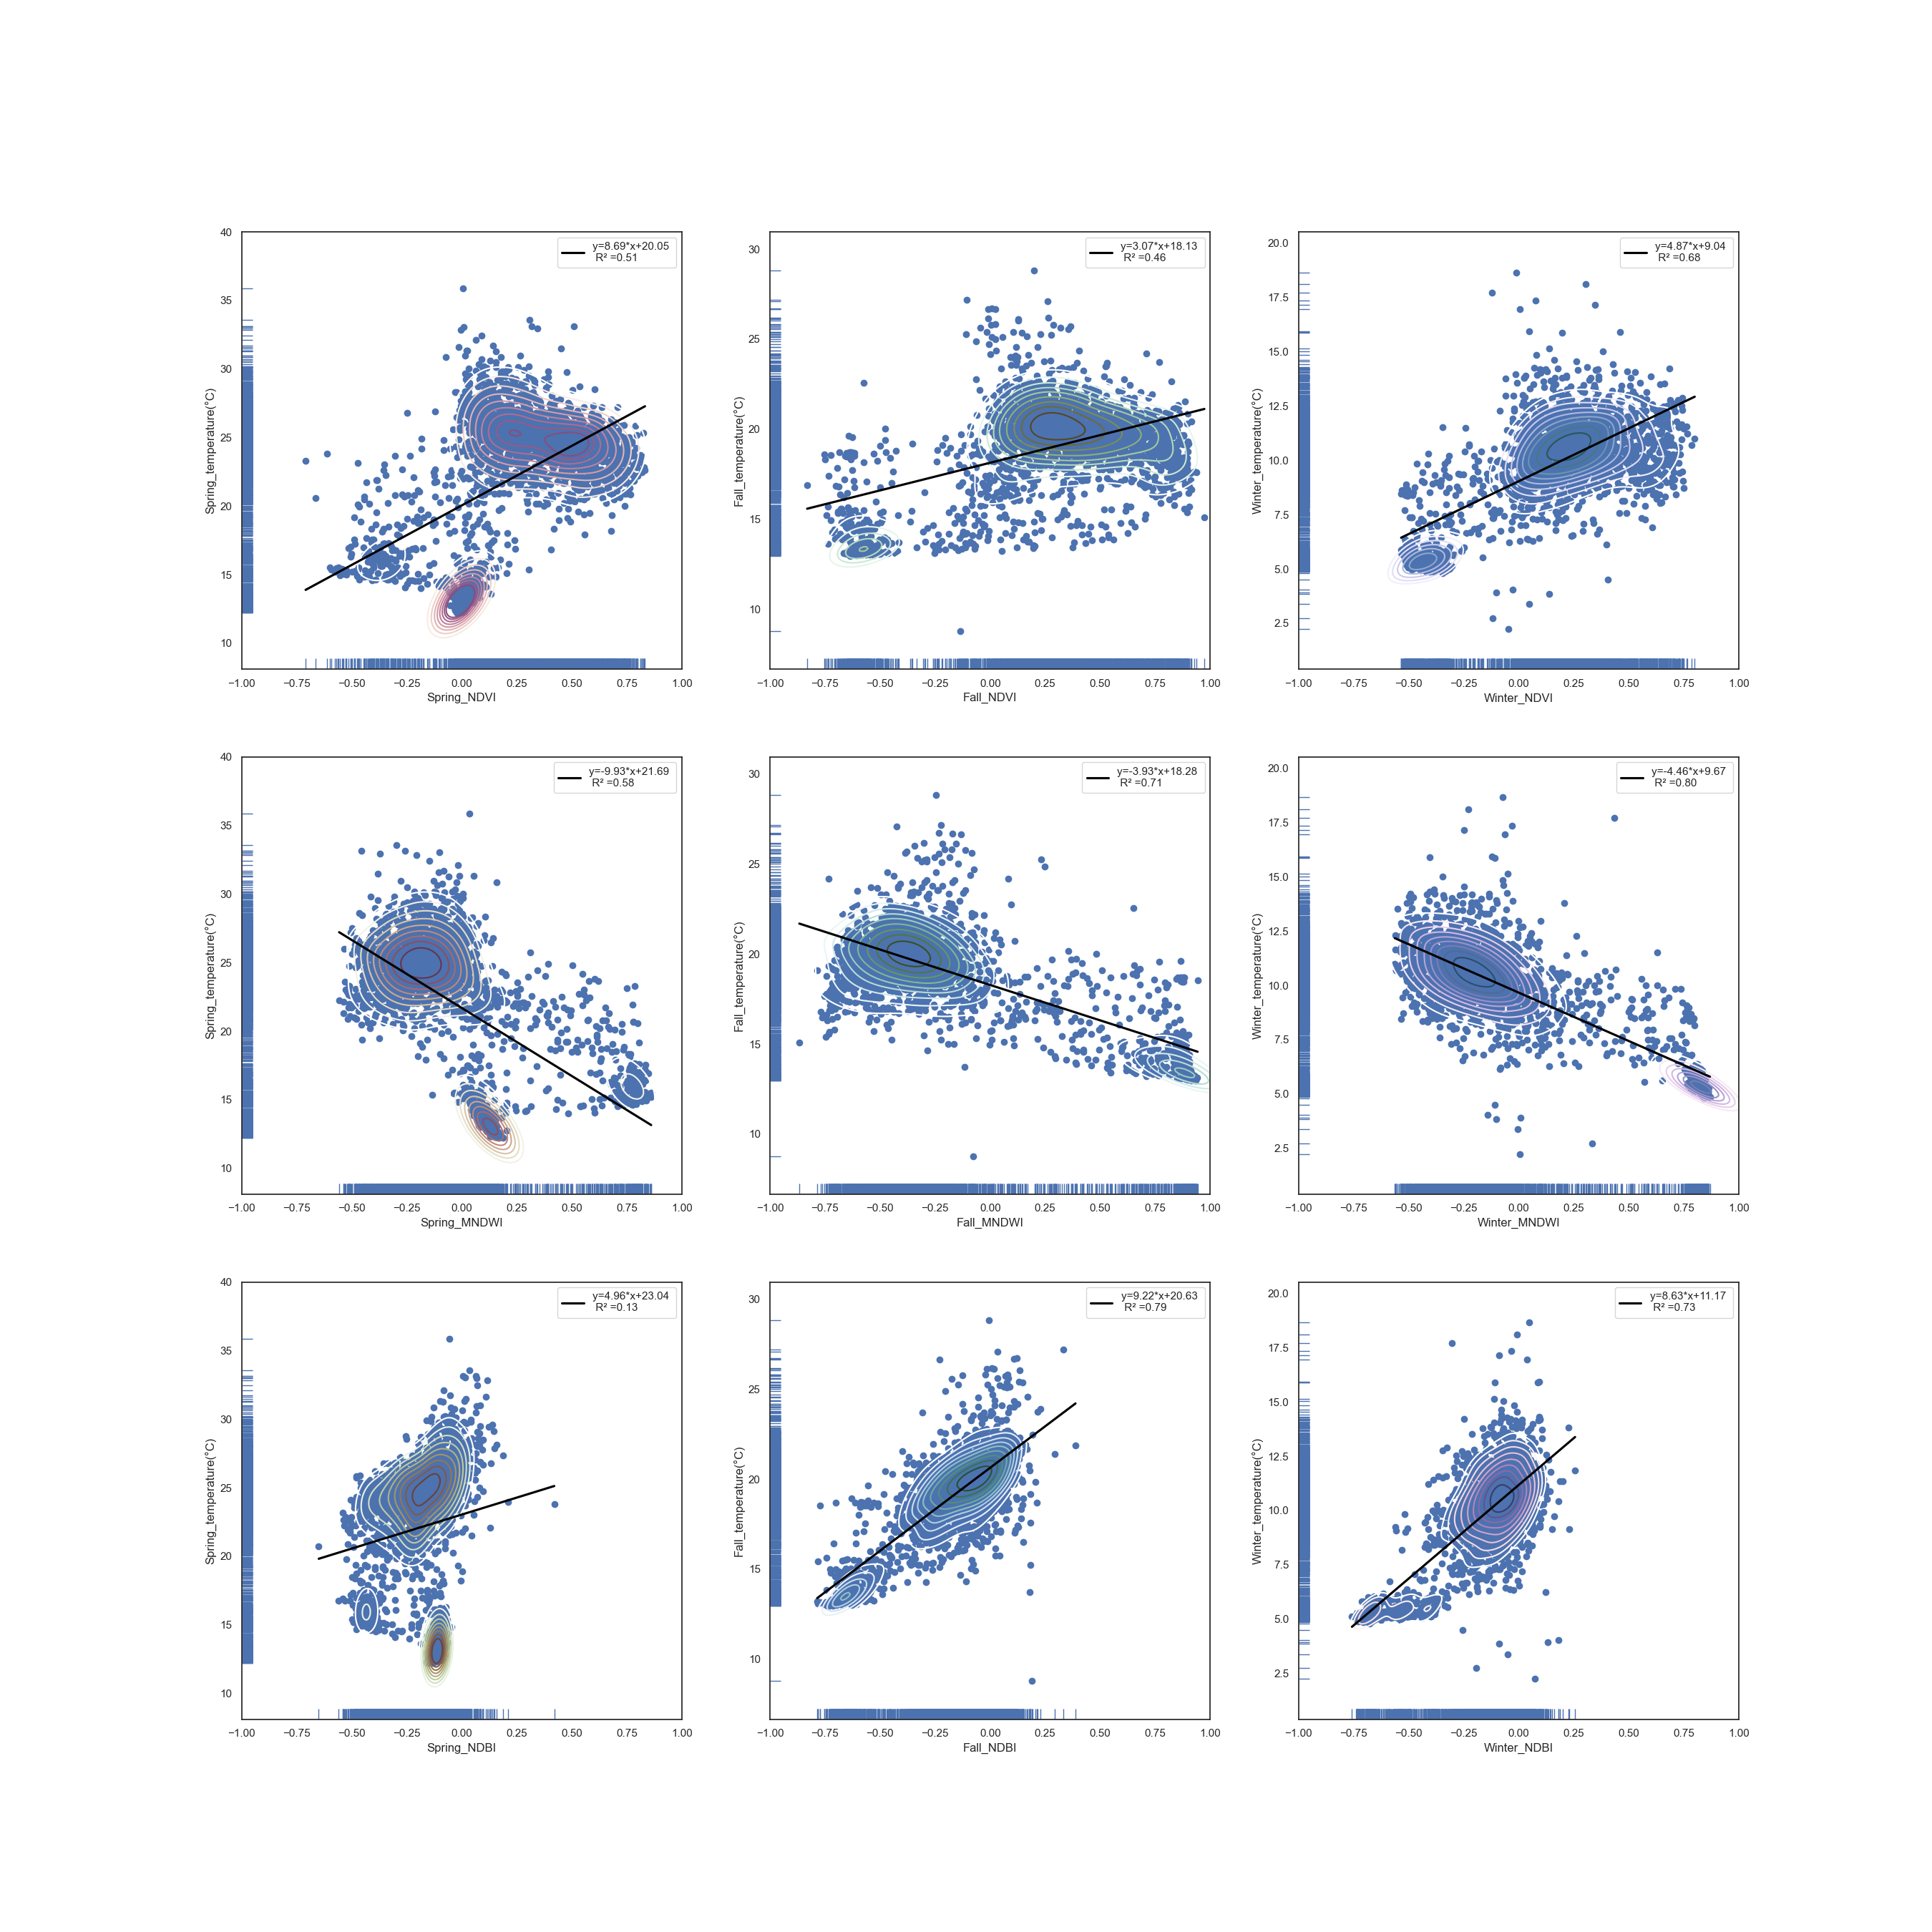 y=8.69*x+20.05
R² =0.51
40
35
30
25
20
15
10
Spring_temperature(°C)
−1.00 −0.75 −0.50 −0.25 0.00 0.25 0.50 0.75 1.00
Spring_NDVI
y=3.07*x+18.13
R² =0.46
30
25
20
15
10
Fall_temperature(°C)
−1.00 −0.75 −0.50 −0.25 0.00 0.25 0.50 0.75 1.00
Fall_NDVI
y=4.87*x+9.04
R² =0.68
20.0
17.5
15.0
12.5
10.0
7.5
5.0
2.5
Winter_temperature(°C)
−1.00 −0.75 −0.50 −0.25 0.00 0.25 0.50 0.75 1.00
Winter_NDVI
y=-9.93*x+21.69
R² =0.58
40
35
30
25
20
15
10
Spring_temperature(°C)
−1.00 −0.75 −0.50 −0.25 0.00 0.25 0.50 0.75 1.00
Spring_MNDWI
y=-3.93*x+18.28
R² =0.71
30
25
20
15
10
Fall_temperature(°C)
−1.00 −0.75 −0.50 −0.25 0.00 0.25 0.50 0.75 1.00
Fall_MNDWI
y=-4.46*x+9.67
R² =0.80
20.0
17.5
15.0
12.5
10.0
7.5
5.0
2.5
Winter_temperature(°C)
−1.00 −0.75 −0.50 −0.25 0.00 0.25 0.50 0.75 1.00
Winter_MNDWI
y=4.96*x+23.04
R² =0.13
40
35
30
25
20
15
10
Spring_temperature(°C)
−1.00 −0.75 −0.50 −0.25 0.00 0.25 0.50 0.75 1.00
Spring_NDBI
y=9.22*x+20.63
R² =0.79
30
25
20
15
10
Fall_temperature(°C)
−1.00 −0.75 −0.50 −0.25 0.00 0.25 0.50 0.75 1.00
Fall_NDBI
y=8.63*x+11.17
R² =0.73
20.0
17.5
15.0
12.5
10.0
7.5
5.0
2.5
Winter_temperature(°C)
−1.00 −0.75 −0.50 −0.25 0.00 0.25 0.50 0.75 1.00
Winter_NDBI